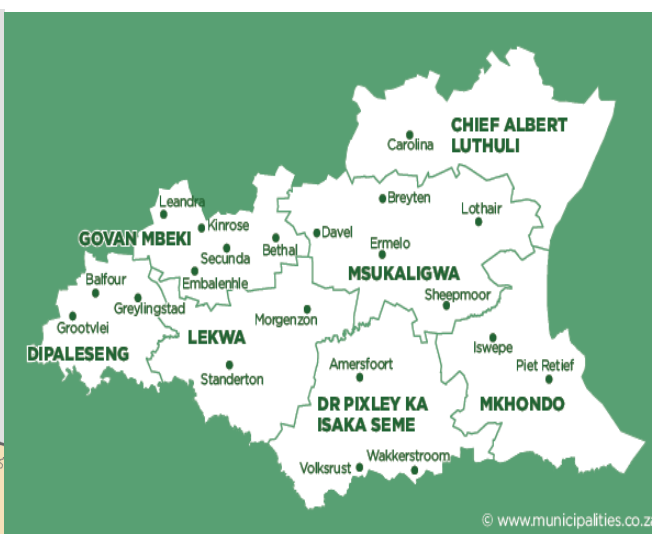 CHIEF ALBERT
LUTHULI
Carolina
Breyten
Lothair
Leandra
Kinrose
GOVAN MBEKI
Davel
Bethal
Ermelo
Secunda
MSUKALIGWA
Embalenhle
Balfour
Sheepmoor
Greylingstad
Morgenzon
Grootvlei
LEKWA
Iswepe
DIPALESENG
Amersfoort
Piet Retief
Standerton
DR PIXLEY KA
ISAKA SEME
MKHONDO
Wakkerstroom
Volksrust
© www.municipalities.co.za